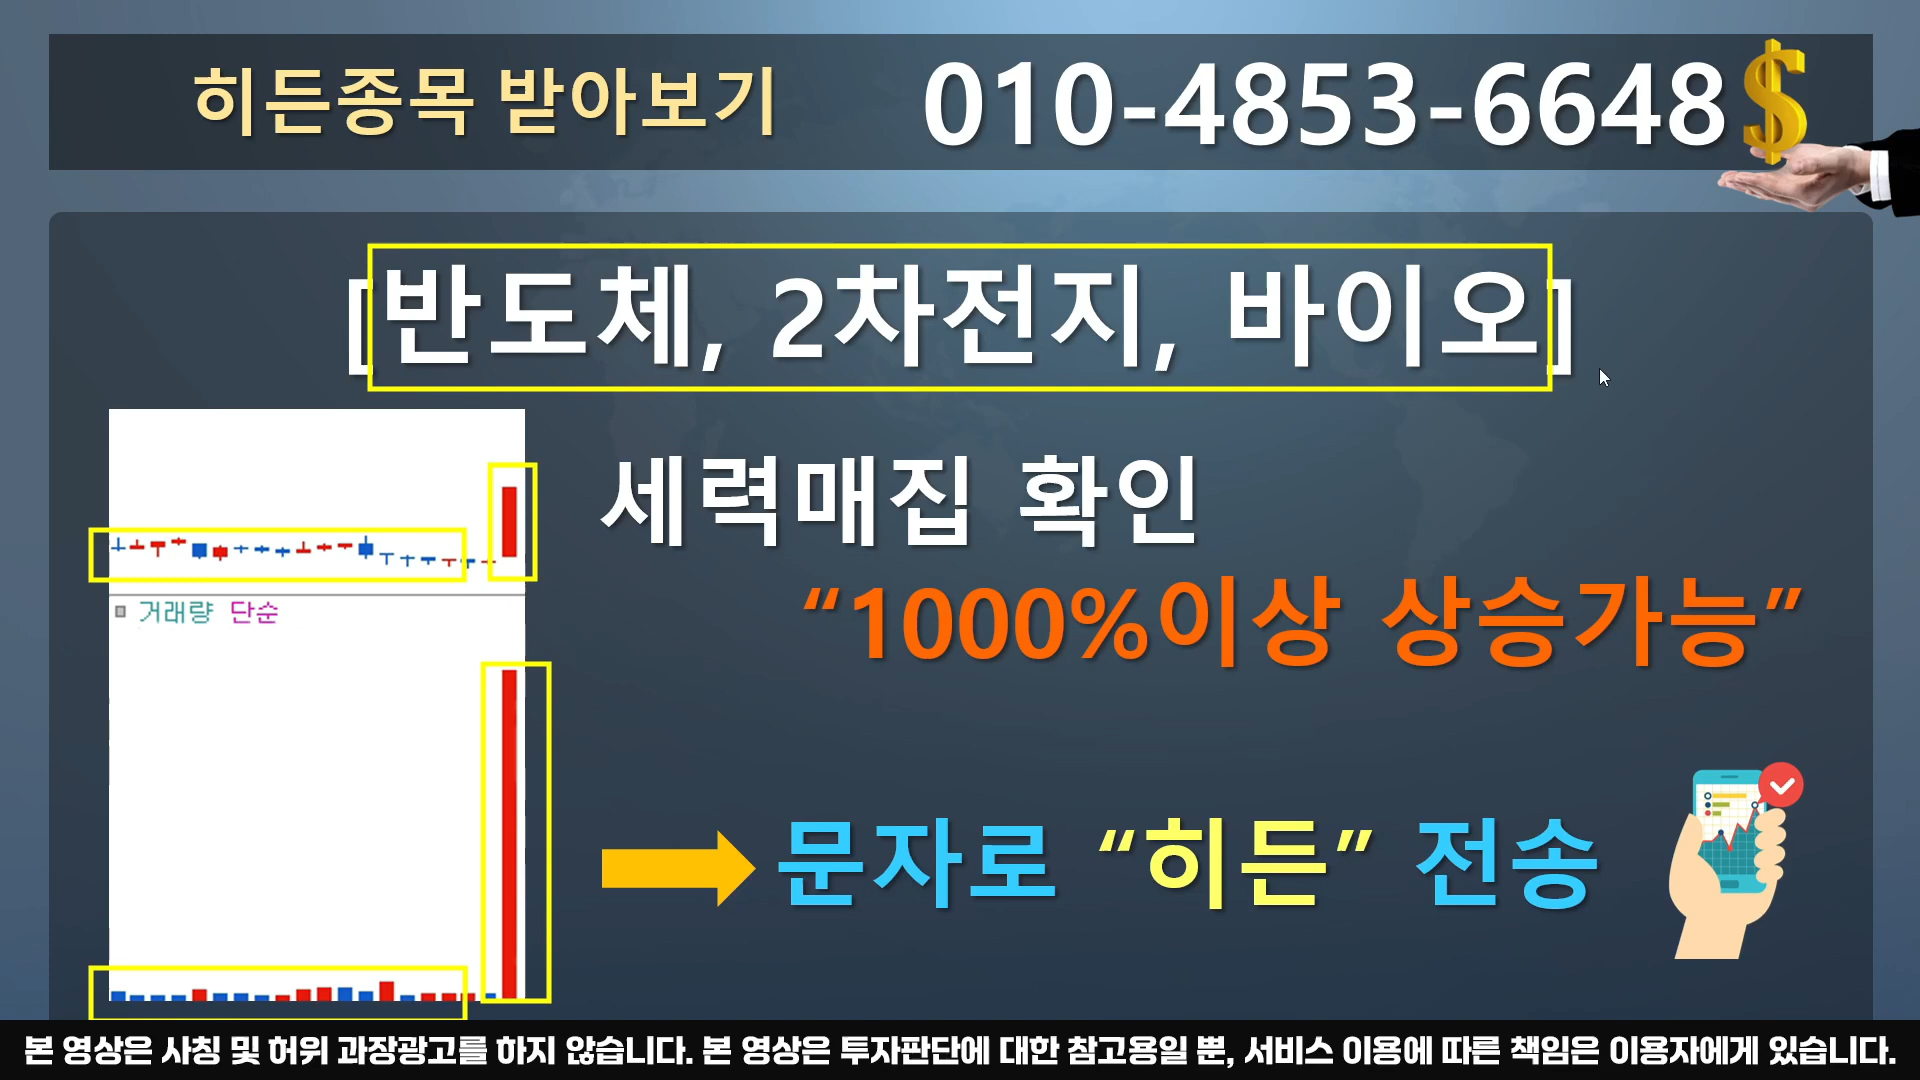 히든종목 받아보기 010-4853-6648
[반도체, 2차전지, 바이오]
세력매집 확인
“1000%이상 상승가능”
거래량 단순
문자로 “히든” 전송
본 영상은 사칭 및 허위 과장광고를 하지 않습니다. 본 영상은 투자판단에 대한 참고용일 뿐, 서비스 이용에 따른 책임은 이용자에게 있습니다.